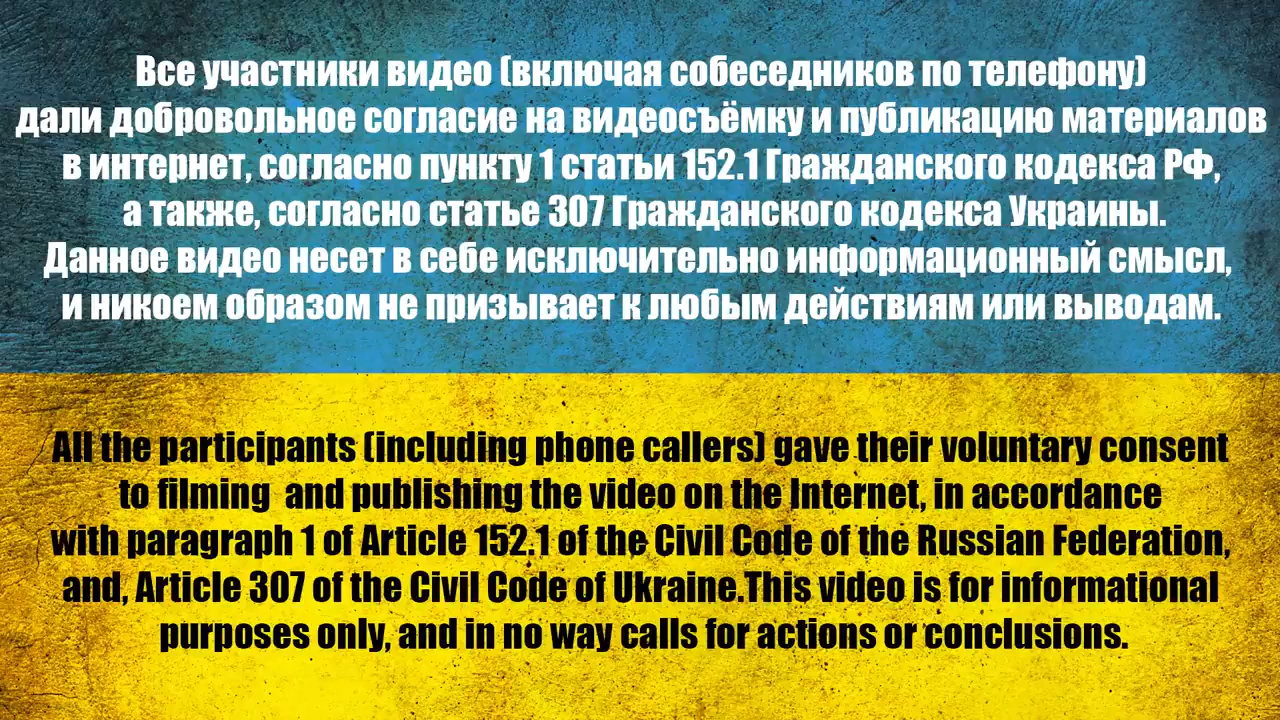 Все участники видео (включая собеседников по телефону)
дали добровольное согласие на видеосъёмку и публикацию материалов
в интернет, согласно пункту 1 статьи 152.1 Гражданского кодекса РФ,
а также, согласно статье 307 Гражданского кодекса Украины.
Данное видео несет в себе исключительно информационный смысл,
и никоем образом не призывает к любым действиям или выводам.
All the participants (including phone callers) gave their voluntary consent
to filming  and publishing the video on the Internet, in accordance
with paragraph 1 of Article 152.1 of the Civil Code of the Russian Federation,
and, Article 307 of the Civil Code of Ukraine.This video is for informational
purposes only, and in no way calls for actions or conclusions.